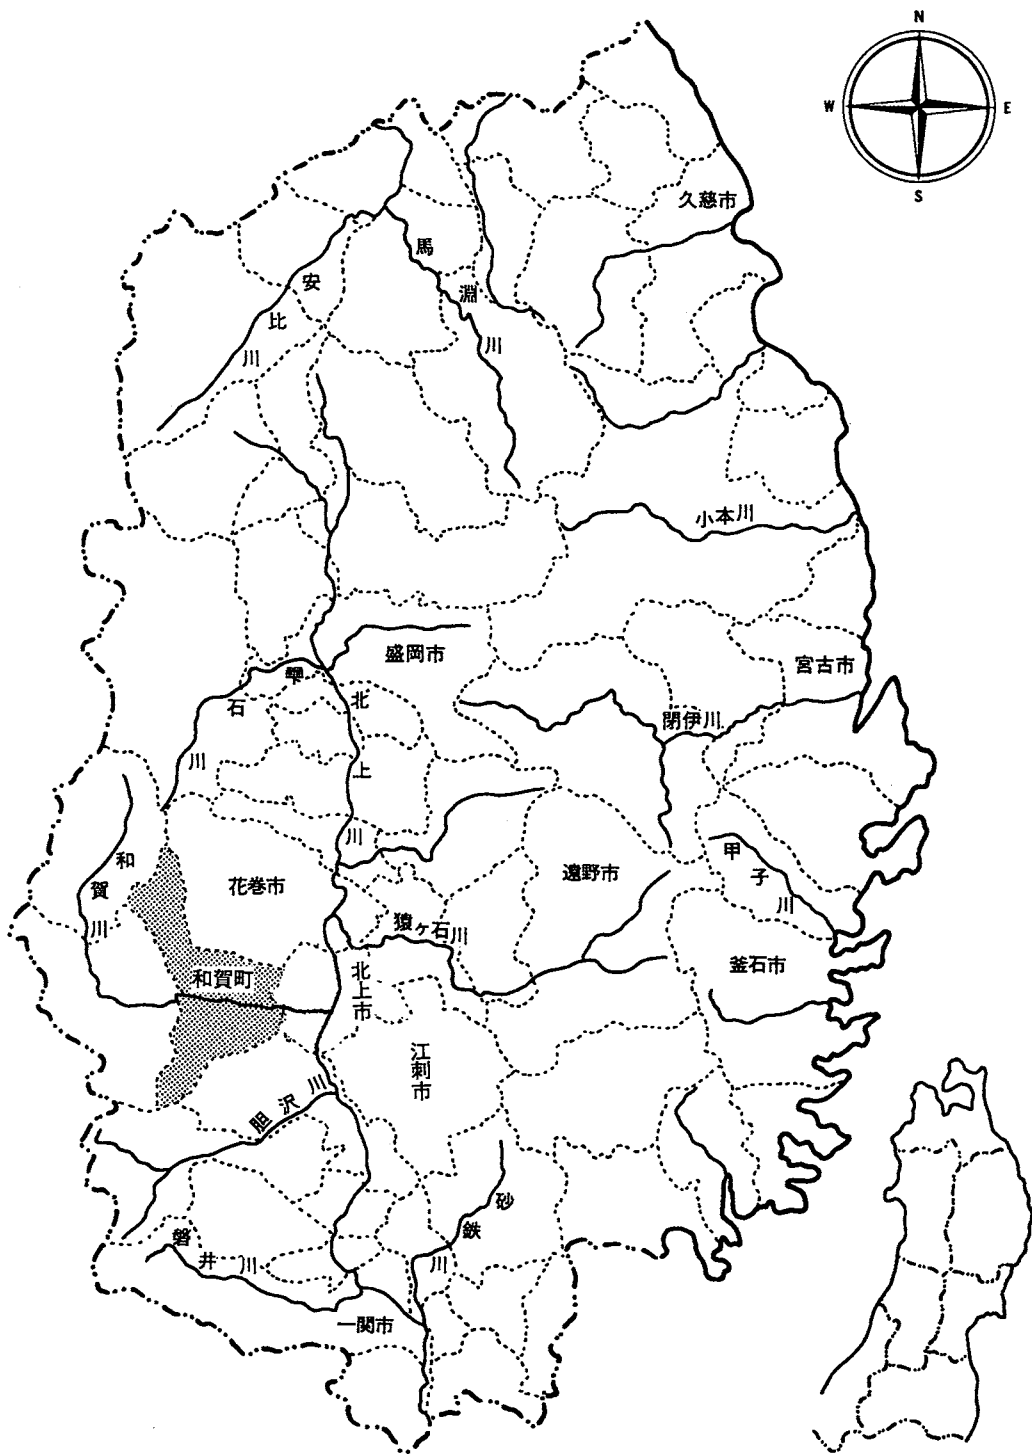 N
W
E
S
久慈市
馬淵川
安比川
小本川
盛岡市
宮古市
雫石川
北上川
閉伊川
和賀川
花巻市
遠野市
甲子川
猿ヶ石川
釜石市
和賀町
北上市
江刺市
胆沢川
砂鉄川
磐井川
一関市